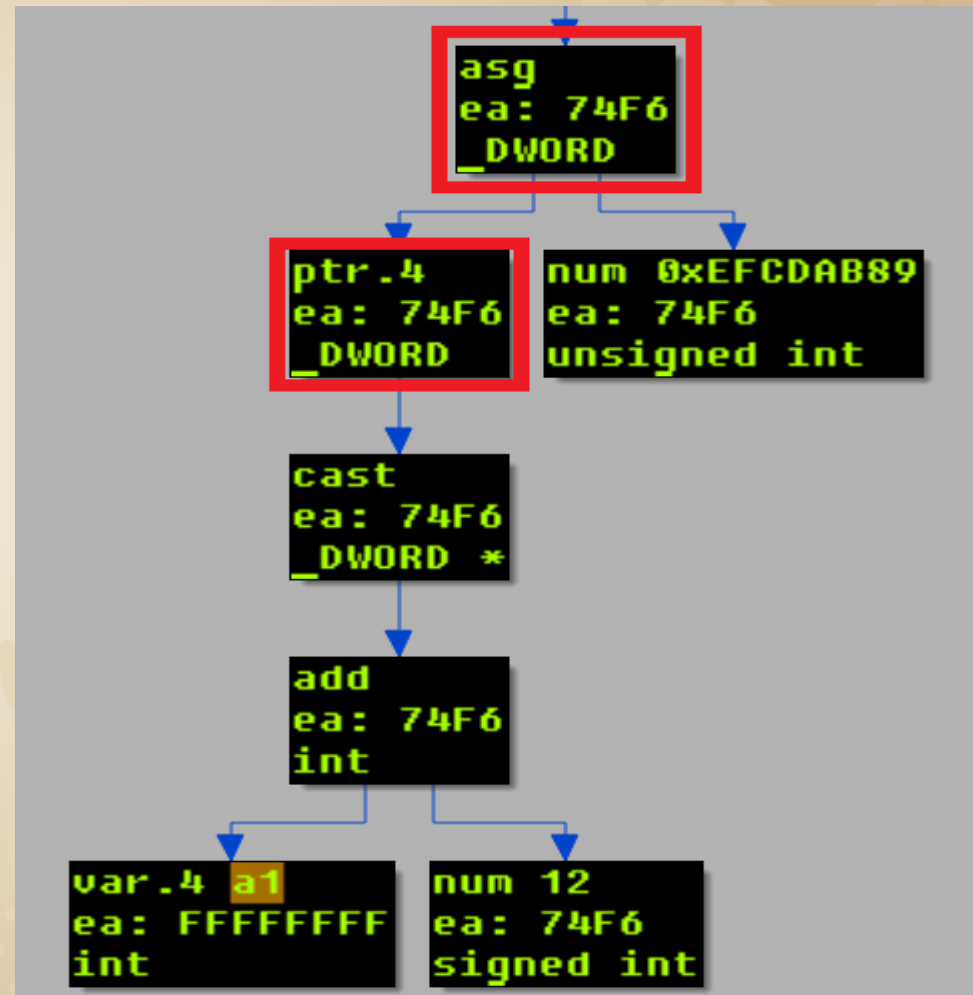 asg
ea: 74F6
_DWORD
ptr.4
ea: 74F6
_DWORD
num 0xEFCDAB89
ea: 74F6
unsigned int
cast
ea: 74F6
_DWORD *
add
ea: 74F6
int
var.4 a1
ea: FFFFFFFF
int
num 12
ea: 74F6
signed int